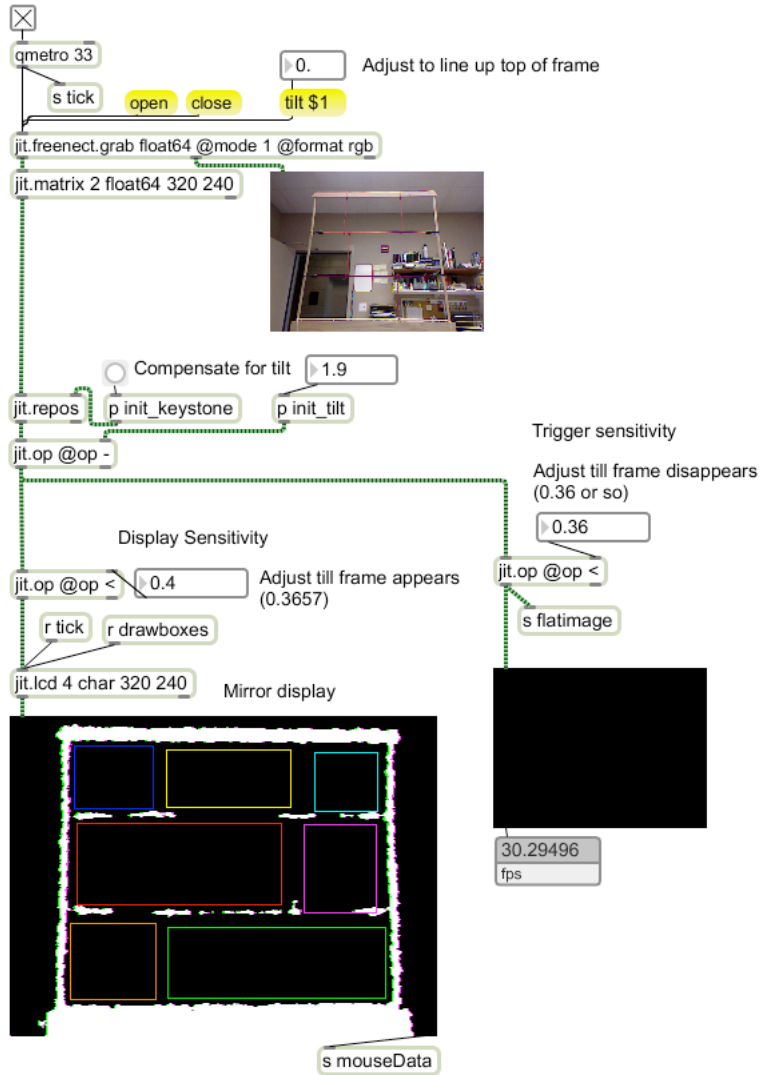 qmetro 33
0.
Adjust to line up top of frame
s tick
open
close
tilt $1
jit.freenect.grab float64 @mode 1 @format rgb
jit.matrix 2 float64 320 240
Compensate for tilt
1.9
jit.repos
p init_keystone
p init_tilt
jit.op @op -
Trigger sensitivity
Adjust till frame disappears
(0.36 or so)
0.36
Display Sensitivity
jit.op @op <
0.4
Adjust till frame appears
(0.3657)
jit.op @op <
s flatimage
r tick
r drawboxes
jit.lcd 4 char 320 240
Mirror display
30.29496
fps
s mouseData